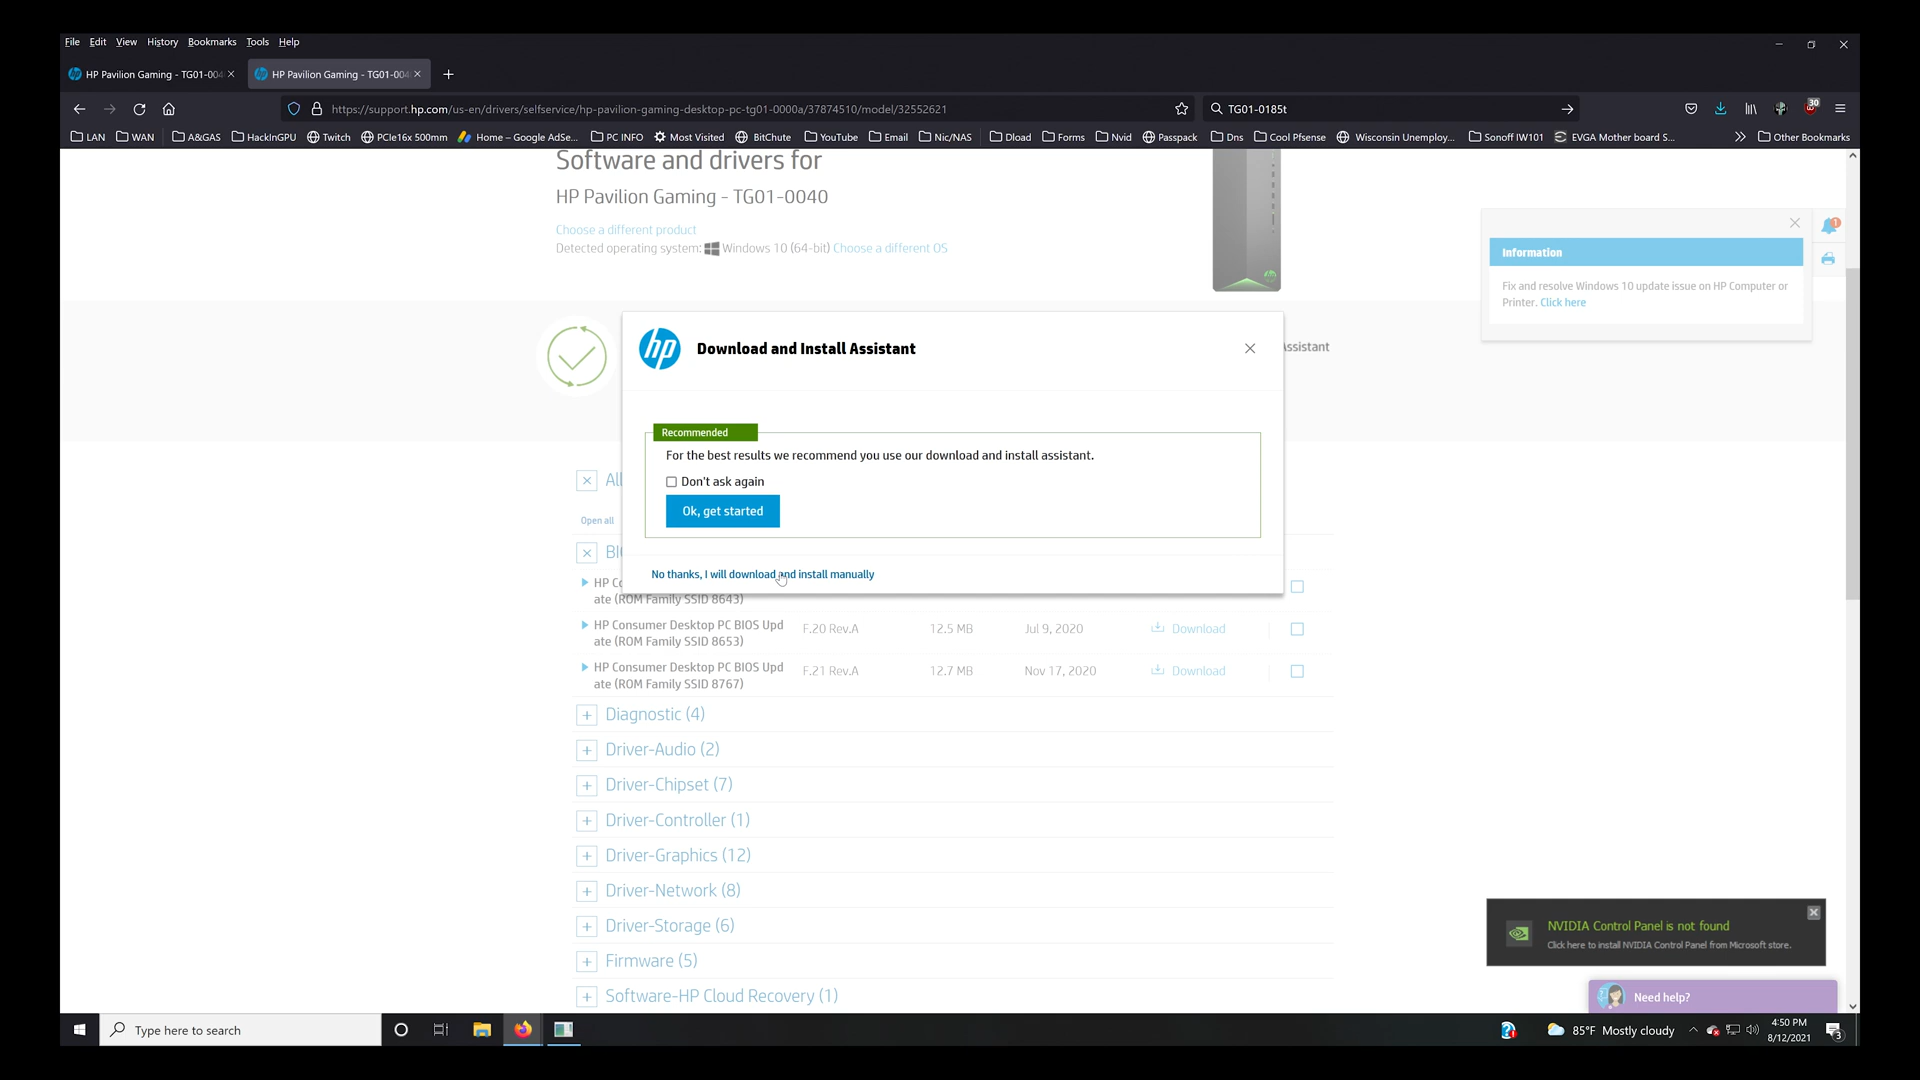 File Edit View History Bookmarks Tools Help
HP Pavilion Gaming - TG01-004 HP Pavilion Gaming - TG01-004
https://support.hp.com/us-en/drivers/selfservice/hp-pavilion-gaming-desktop-pc-tg01-0000a/37874510/model/32552621 TG01-0185t 30
LAN WAN A&GAS HackInGPU Twitch PCIe16x 500mm Home – Google AdSe... PC INFO Most Visited BitChute YouTube Email Nic/NAS Dload Forms Nvid Passpack Dns Cool Pfsense Wisconsin Unemploy... Sonoff IW101 EVGA Mother board S... Other Bookmarks
Software and drivers for
HP Pavilion Gaming - TG01-0040
Choose a different product
Detected operating system: Windows 10 (64-bit) Choose a different OS
1
Information
Fix and resolve Windows 10 update issue on HP Computer or
Printer. Click here
hp Download and Install Assistant
ssistant
Recommended
For the best results we recommend you use our download and install assistant.
Don't ask again
Ok, get started
No thanks, I will download and install manually
All
Open all
BIO
HP Co
ate (ROM Family SSID 8643)
HP Consumer Desktop PC BIOS Upd F.20 Rev.A 12.5 MB Jul 9, 2020 Download
ate (ROM Family SSID 8653)
HP Consumer Desktop PC BIOS Upd F.21 Rev.A 12.7 MB Nov 17, 2020 Download
ate (ROM Family SSID 8767)
Diagnostic (4)
Driver-Audio (2)
Driver-Chipset (7)
Driver-Controller (1)
Driver-Graphics (12)
Driver-Network (8)
Driver-Storage (6)
Firmware (5)
Software-HP Cloud Recovery (1)
NVIDIA Control Panel is not found
Click here to install NVIDIA Control Panel from Microsoft store.
Need help?
Type here to search
85°F Mostly cloudy
4:50 PM
8/12/2021
3